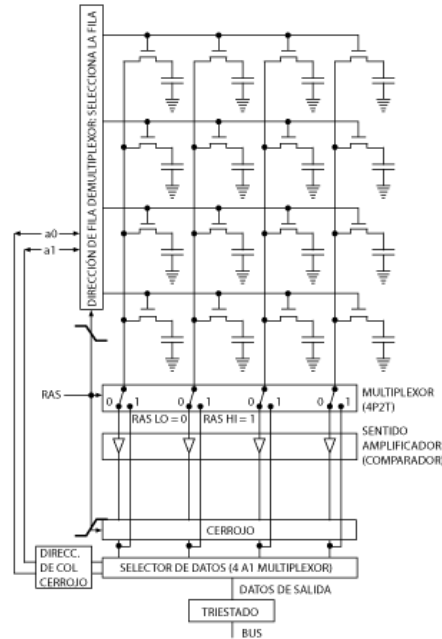 DIRECCIÓN DE FILA DEMULTIPLEXOR: SELECCIONA LA FILA
a0
a1
RAS
0 1 0 1 0 1 0 1
RAS LO = 0 RAS HI = 1
MULTIPLEXOR
(4P2T)
SENTIDO
AMPLIFICADOR
(COMPARADOR)
CERROJO
DIRECC.
DE COL
CERROJO
SELECTOR DE DATOS (4 A1 MULTIPLEXOR)
DATOS DE SALIDA
TRIESTADO
BUS